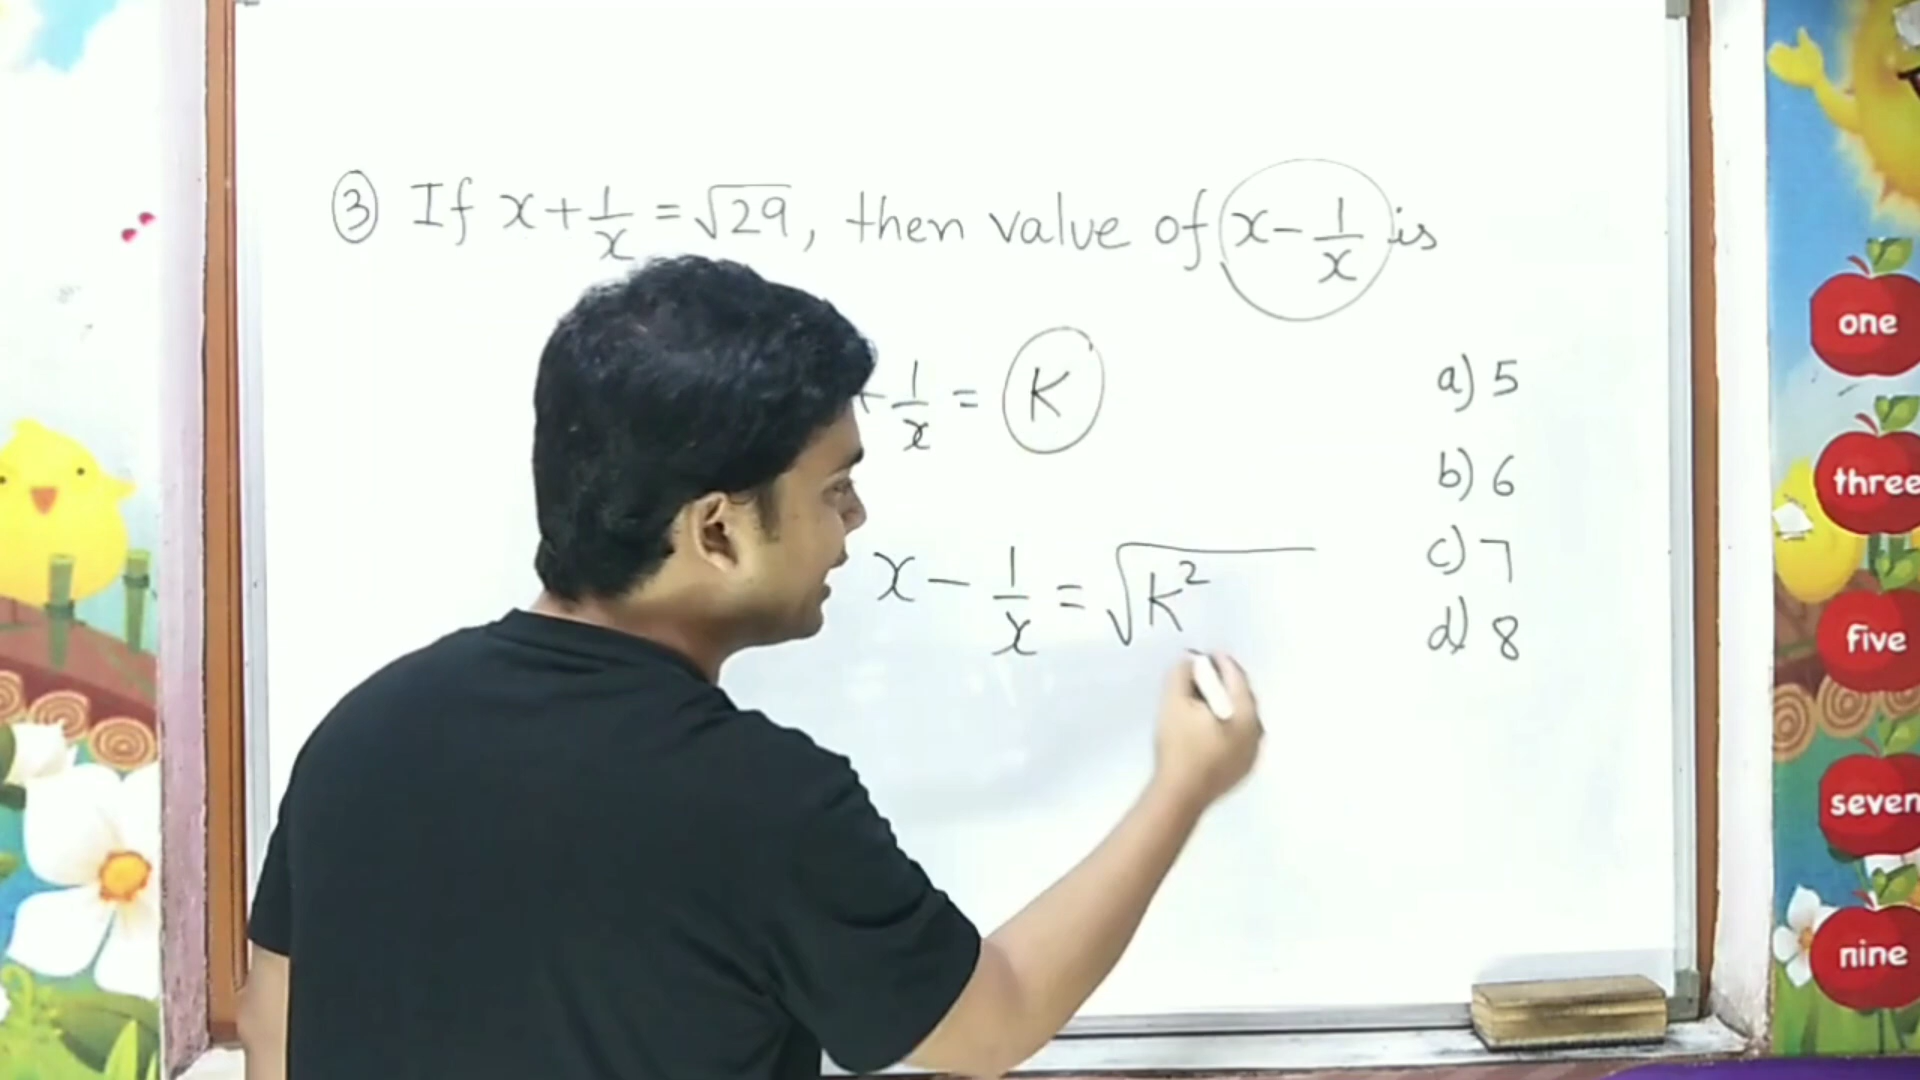 ③ If x + 1/x = √29, then value of x - 1/x is
+ 1/x = K
x - 1/x = √K²
a) 5
b) 6
c) 7
d) 8
one
three
five
seven
nine